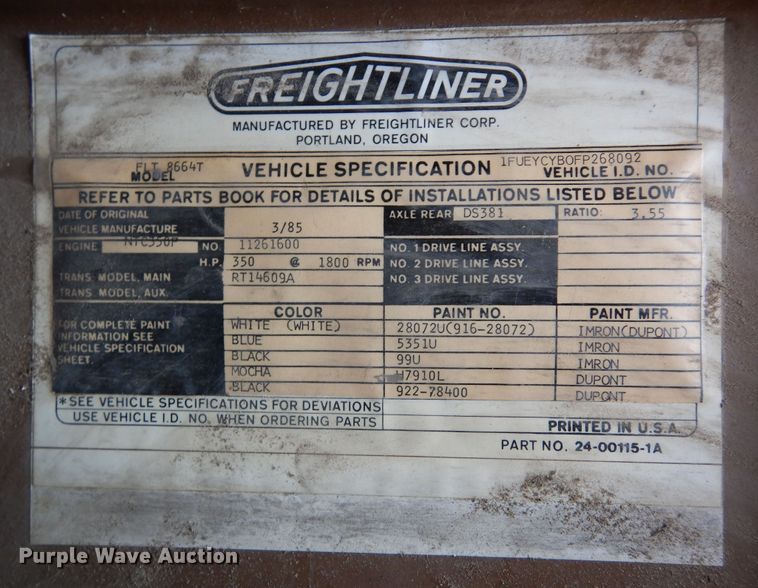 FREIGHTLINER
MANUFACTURED BY FREIGHTLINER CORP.
PORTLAND, OREGON
FLT 8664T VEHICLE SPECIFICATION 1FUEYCYBOFP268092
MODEL VEHICLE I.D. NO.
REFER TO PARTS BOOK FOR DETAILS OF INSTALLATIONS LISTED BELOW
DATE OF ORIGINAL AXLE REAR DS381 RATIO: 3.55
VEHICLE MANUFACTURE 3/85
ENGINE NTC350P NO. 11261600 NO. 1 DRIVE LINE ASSY.
H.P. 350 @ 1800 RPM NO. 2 DRIVE LINE ASSY.
TRANS MODEL, MAIN RT14609A NO. 3 DRIVE LINE ASSY.
TRANS MODEL, AUX.
COLOR PART NO. PAINT MFR.
FOR COMPLETE PAINT WHITE (WHITE) 28072U(916-28072) IMRON(DUPONT)
INFORMATION SEE BLUE 5351U IMRON
VEHICLE SPECIFICATION BLACK 99U IMRON
SHEET. MOCHA H7910L DUPONT
BLACK 922-78400 DUPONT
*SEE VEHICLE SPECIFICATIONS FOR DEVIATIONS
USE VEHICLE I.D. NO. WHEN ORDERING PARTS PRINTED IN U.S.A.
PART NO. 24-00115-1A
Purple Wave Auction